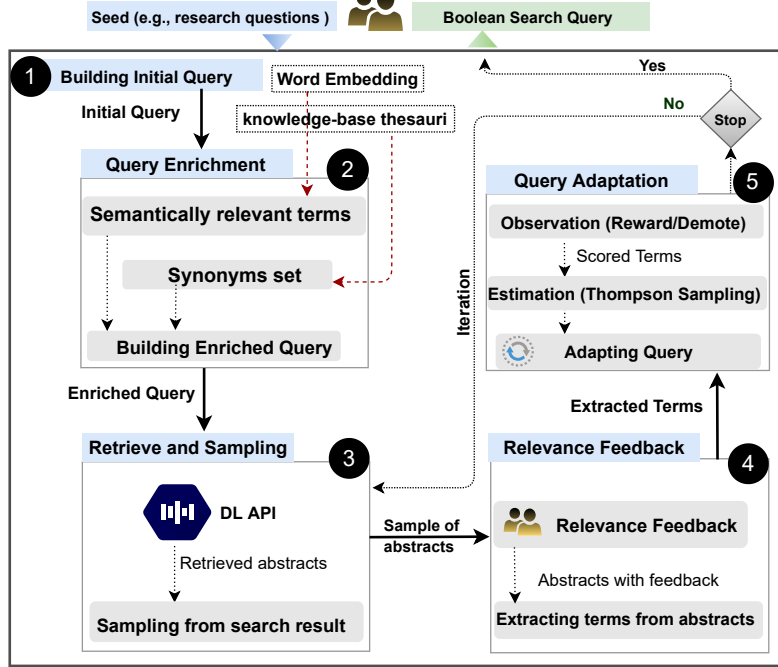 Seed (e.g., research questions )
Boolean Search Query
1
Building Initial Query
Word Embedding
Yes
Initial Query
knowledge-base thesauri
No
Stop
Query Enrichment
2
Semantically relevant terms
Synonyms set
Building Enriched Query
Enriched Query
Iteration
Query Adaptation
5
Observation (Reward/Demote)
Scored Terms
Estimation (Thompson Sampling)
Adapting Query
Extracted Terms
Retrieve and Sampling
3
DL API
Retrieved abstracts
Sampling from search result
Sample of
abstracts
Relevance Feedback
4
Relevance Feedback
Abstracts with feedback
Extracting terms from abstracts